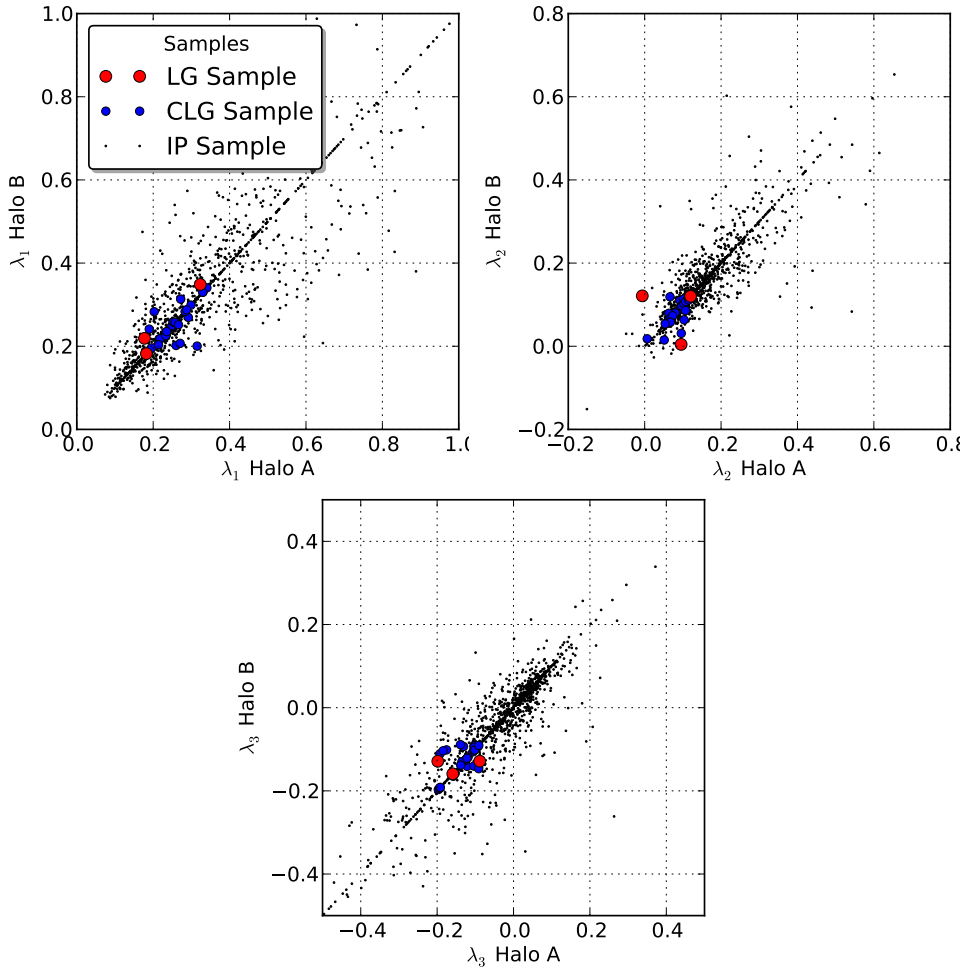 1.0
0.8
0.6
0.4
0.2
0.0
0.0 0.2 0.4 0.6 0.8 1.0
λ1 Halo A
λ1 Halo B
Samples
LG Sample
CLG Sample
IP Sample
0.8
0.6
0.4
0.2
0.0
−0.2
−0.2 0.0 0.2 0.4 0.6 0.8
λ2 Halo A
λ2 Halo B
0.4
0.2
0.0
−0.2
−0.4
−0.4 −0.2 0.0 0.2 0.4
λ3 Halo A
λ3 Halo B